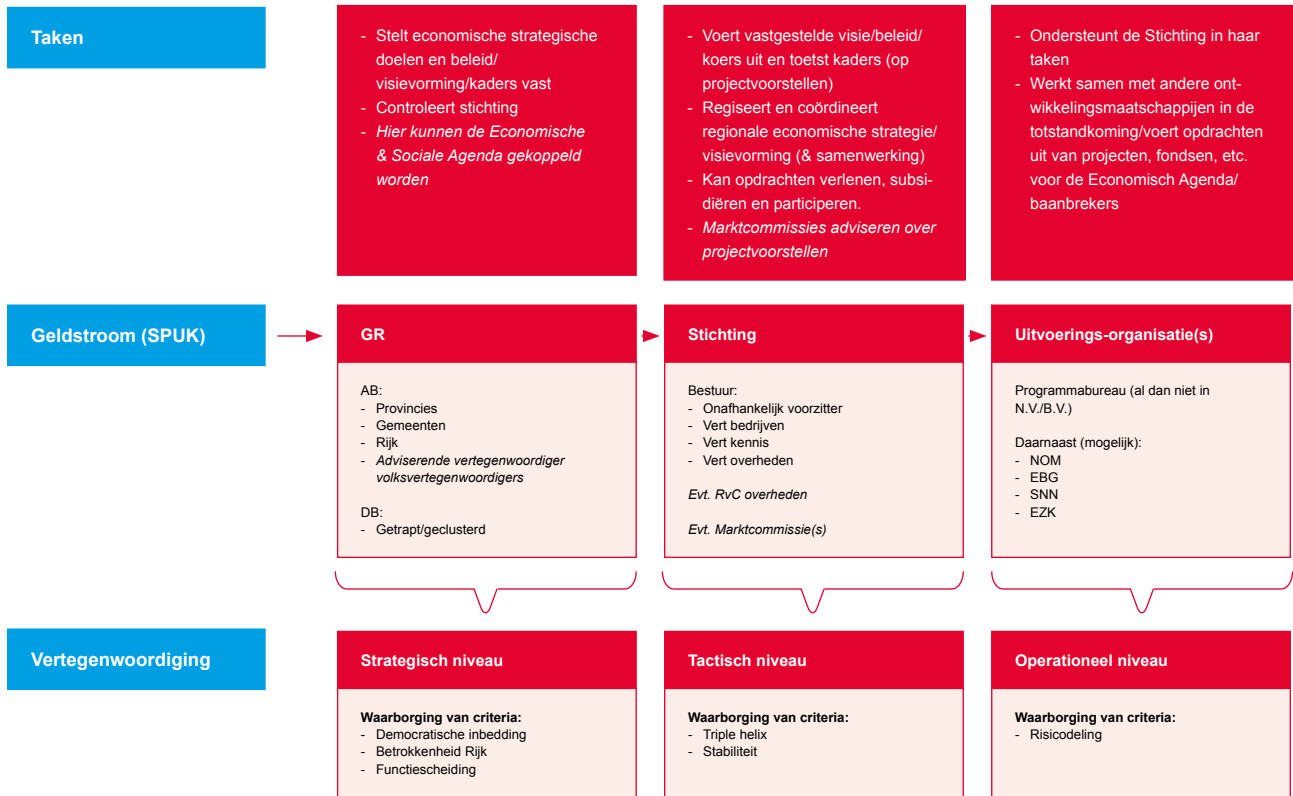 Taken
- Stelt economische strategische
doelen en beleid/
visievorming/kaders vast
- Controleert stichting
- Hier kunnen de Economische
& Sociale Agenda gekoppeld
worden
- Voert vastgestelde visie/beleid/
koers uit en toetst kaders (op
projectvoorstellen)
- Regiseert en coördineert
regionale economische strategie/
visievorming (& samenwerking)
- Kan opdrachten verlenen, subsi-
diëren en participeren.
- Marktcommissies adviseren over
projectvoorstellen
- Ondersteunt de Stichting in haar
taken
- Werkt samen met andere ont-
wikkelingsmaatschappijen in de
totstandkoming/voert opdrachten
uit van projecten, fondsen, etc.
voor de Economisch Agenda/
baanbrekers
Geldstroom (SPUK)
GR
AB:
- Provincies
- Gemeenten
- Rijk
- Adviserende vertegenwoordiger
volksvertegenwoordigers
DB:
- Getrapt/geclusterd
Stichting
Bestuur:
- Onafhankelijk voorzitter
- Vert bedrijven
- Vert kennis
- Vert overheden
Evt. RvC overheden
Evt. Marktcommissie(s)
Uitvoerings-organisatie(s)
Programmabureau (al dan niet in
N.V./B.V.)
Daarnaast (mogelijk):
- NOM
- EBG
- SNN
- EZK
Vertegenwoordiging
Strategisch niveau
Waarborging van criteria:
- Democratische inbedding
- Betrokkenheid Rijk
- Functiescheiding
Tactisch niveau
Waarborging van criteria:
- Triple helix
- Stabiliteit
Operationeel niveau
Waarborging van criteria:
- Risicodeling